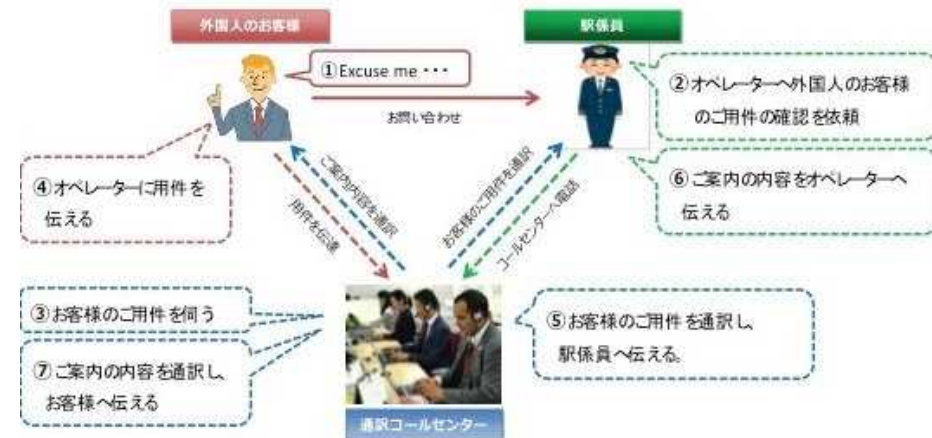 外国人のお客様
駅係員
①Excuse me ・・・
お問い合わせ
②オペレーターへ外国人のお客様
のご用件の確認を依頼
④オペレーターに用件を
伝える
⑥ご案内の内容をオペレーターへ
伝える
用件を伝達
ご案内内容を通訳
お客様のご用件を通訳
コールセンターへ電話
③お客様のご用件を伺う
⑤お客様のご用件を通訳し、
駅係員へ伝える。
⑦ご案内の内容を通訳し、
お客様へ伝える
通訳コールセンター